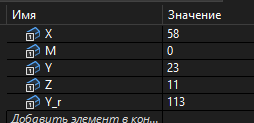 Имя Значение
X 58
M 0
Y 23
Z 11
Y_r 113
Добавить элемент в кон...